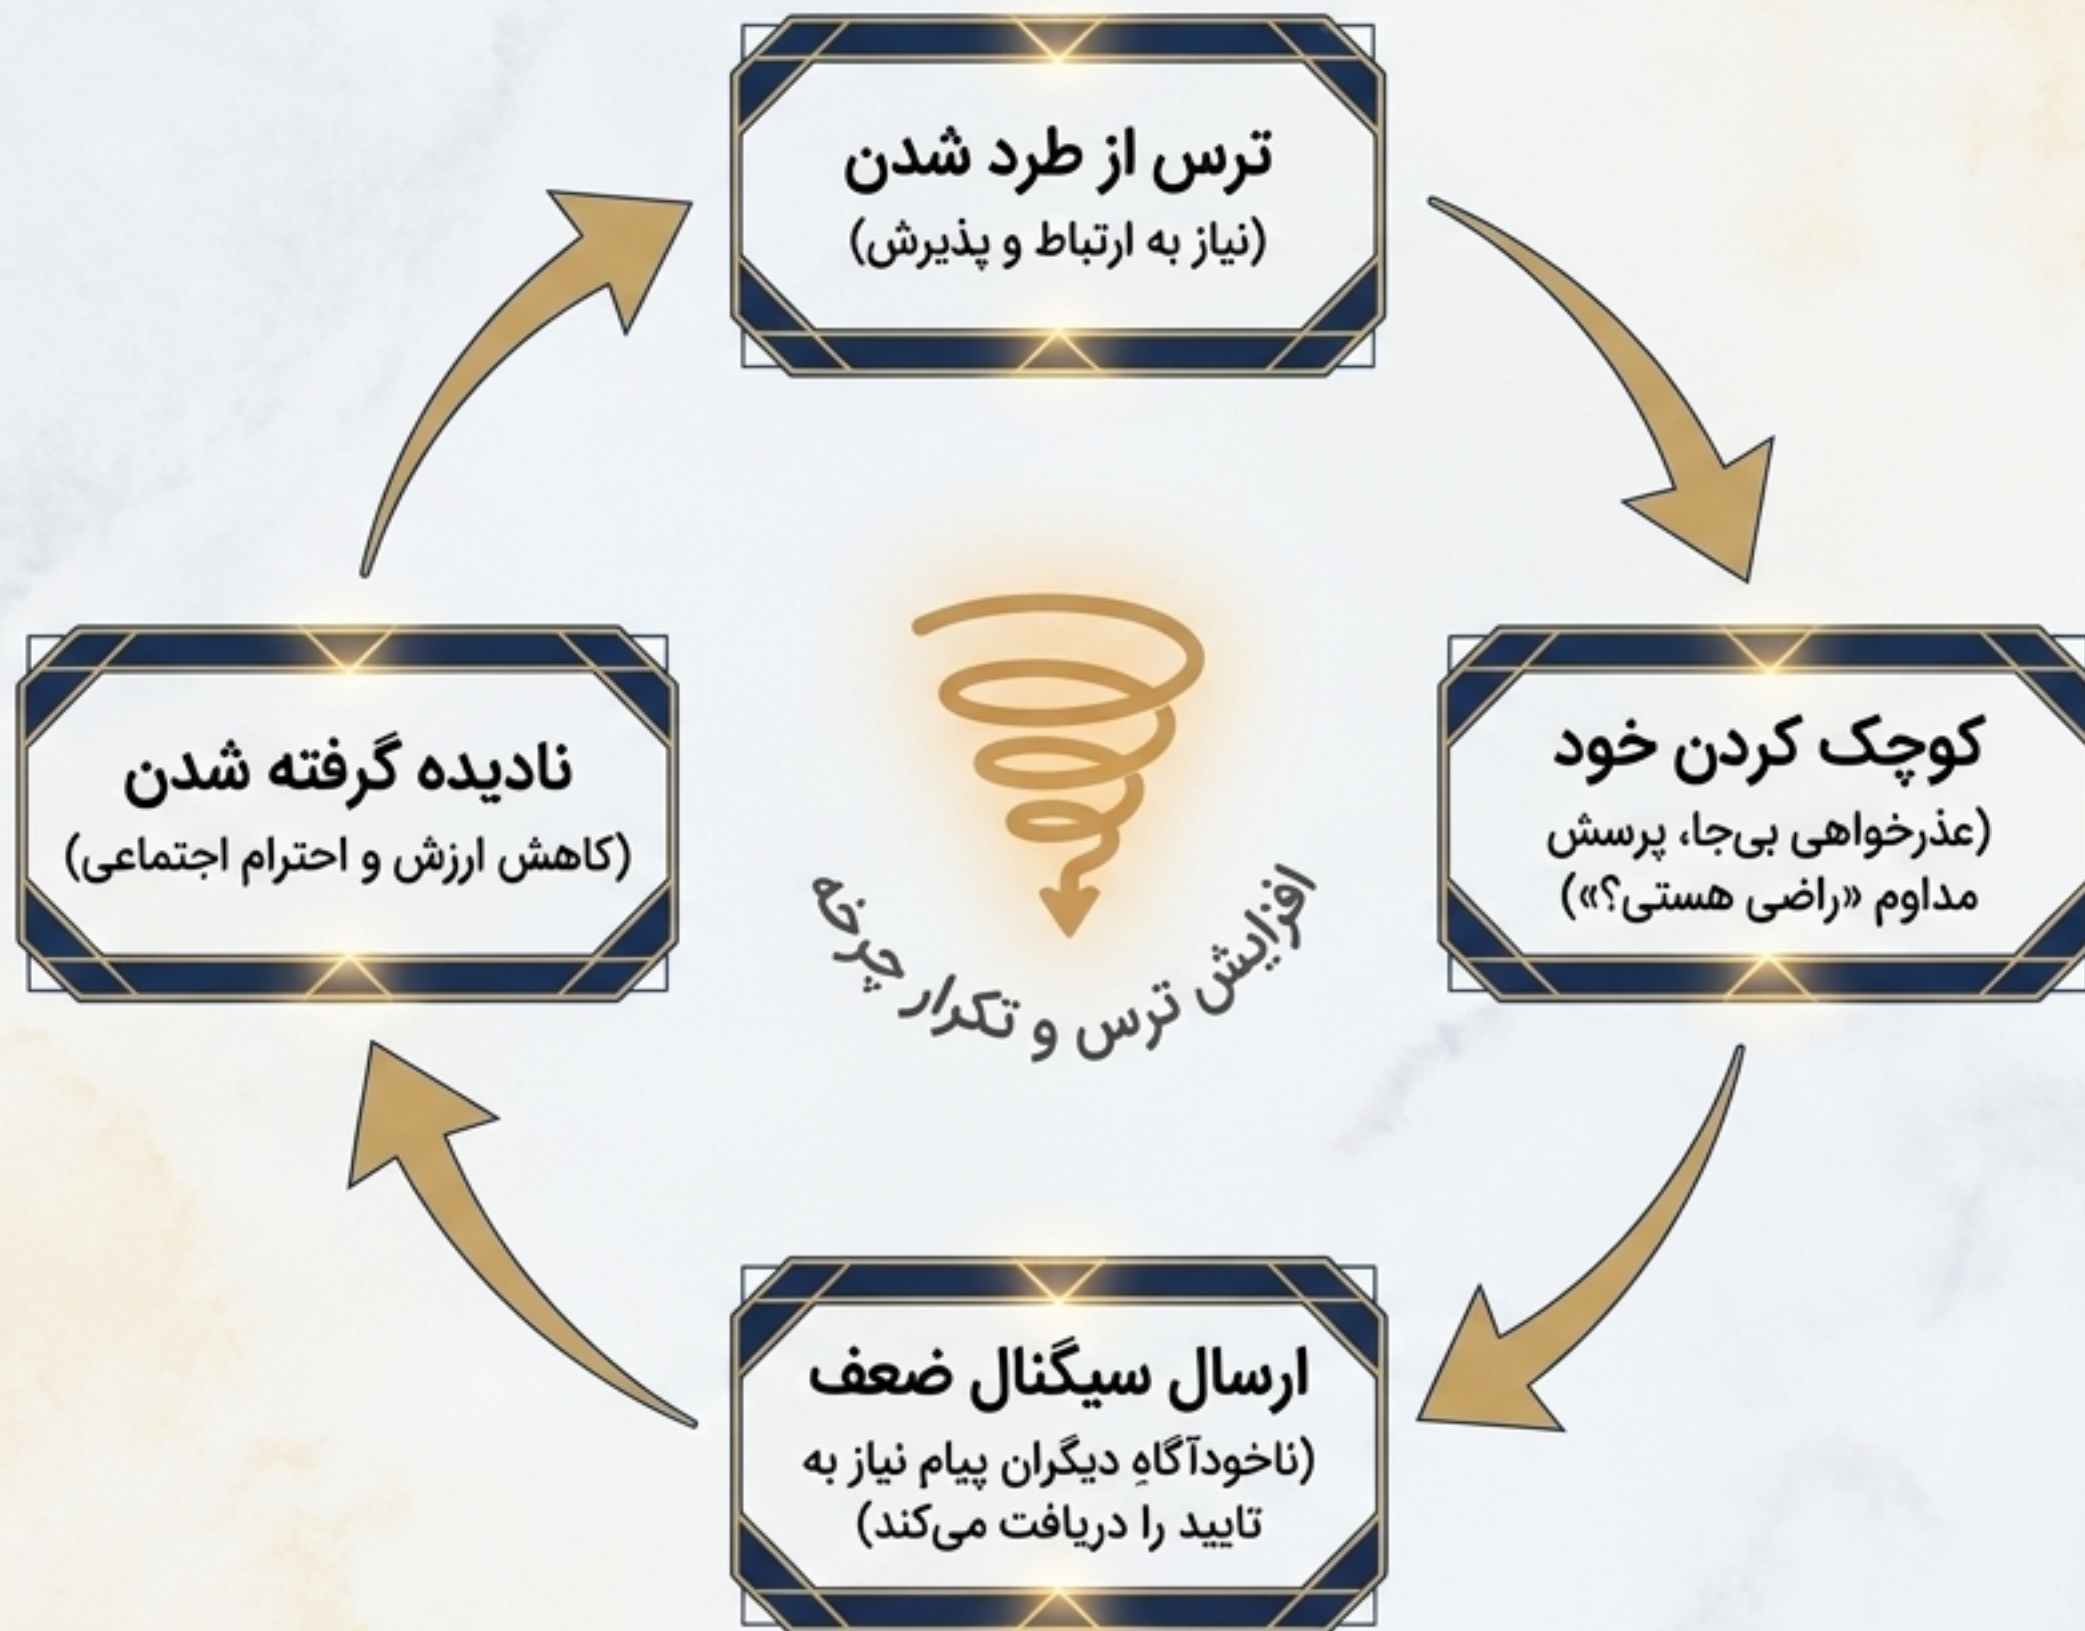 ترس از طرد شدن
(نیاز به ارتباط و پذیرش)
کوچک کردن خود
(عذرخواهی بی‌جا، پرسش
مداوم «راضی هستی؟»)
ارسال سیگنال ضعف
(ناخودآگاهِ دیگران پیام نیاز به
تایید را دریافت می‌کند)
نادیده گرفته شدن
(کاهش ارزش و احترام اجتماعی)
افزایش ترس و تکرار چرخه